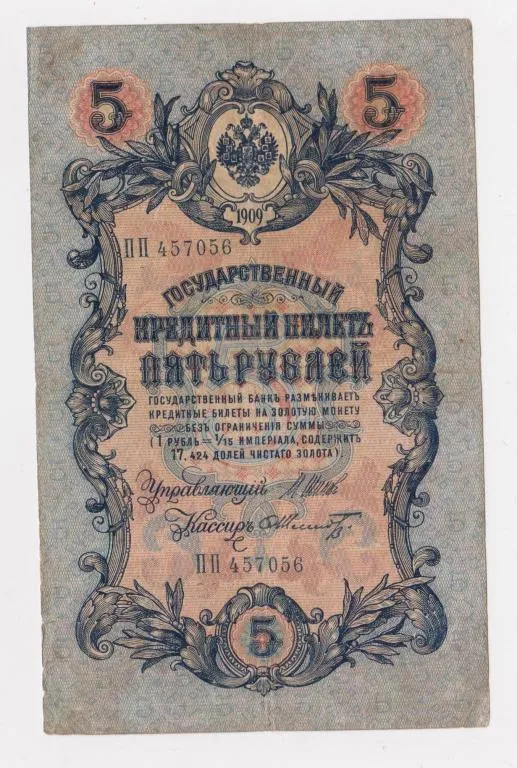 5 5
1909
ПП 457056
ГОСУДАРСТВЕННЫЙ
КРЕДИТНЫЙ БИЛЕТЪ
ПЯТЬ РУБЛЕЙ
ГОСУДАРСТВЕННЫЙ БАНКЪ РАЗМѢНИВАЕТЪ
КРЕДИТНЫЕ БИЛЕТЫ НА ЗОЛОТУЮ МОНЕТУ
БЕЗЪ ОГРАНИЧЕНІЯ СУММЫ
(1 РУБЛЬ = 1/15 ИМПЕРІАЛА, СОДЕРЖИТЪ
17,424 ДОЛЕЙ ЧИСТАГО ЗОЛОТА).
Управляющій
Кассиръ
ПП 457056
5